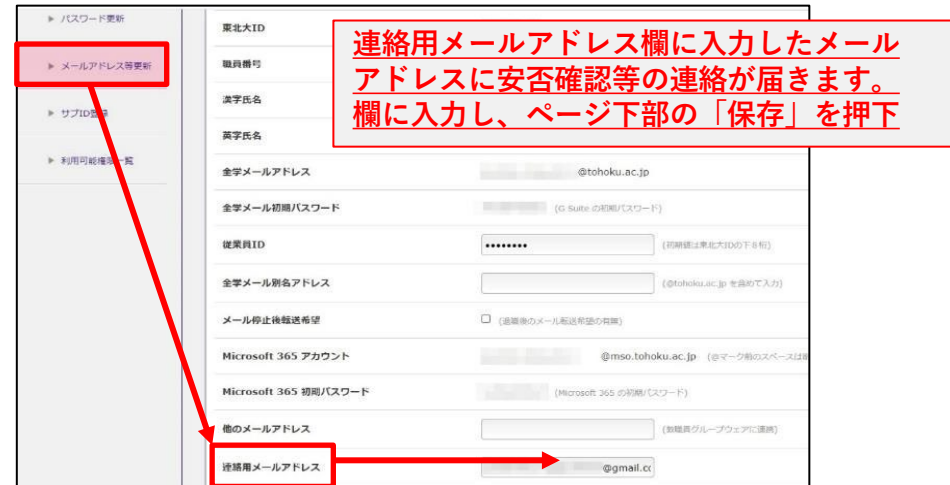 パスワード更新
メールアドレス等更新
サブID登録
利用可能権限一覧
連絡用メールアドレス欄に入力したメール
アドレスに安否確認等の連絡が届きます。
欄に入力し、ページ下部の「保存」を押下
東北大ID
職員番号
漢字氏名
英字氏名
全学メールアドレス @tohoku.ac.jp
全学メール初期パスワード (G Suite の初期パスワード)
従業員ID •••••••• (初期値は東北大IDの下8桁)
全学メール別名アドレス (@tohoku.ac.jp を含めて入力)
メール停止後転送希望 (退職後のメール転送希望の有無)
Microsoft 365 アカウント @mso.tohoku.ac.jp (@マーク前のスペースは
Microsoft 365 初期パスワード (Microsoft 365 の初期パスワード)
他のメールアドレス (教職員グループウェアに連携)
連絡用メールアドレス @gmail.co